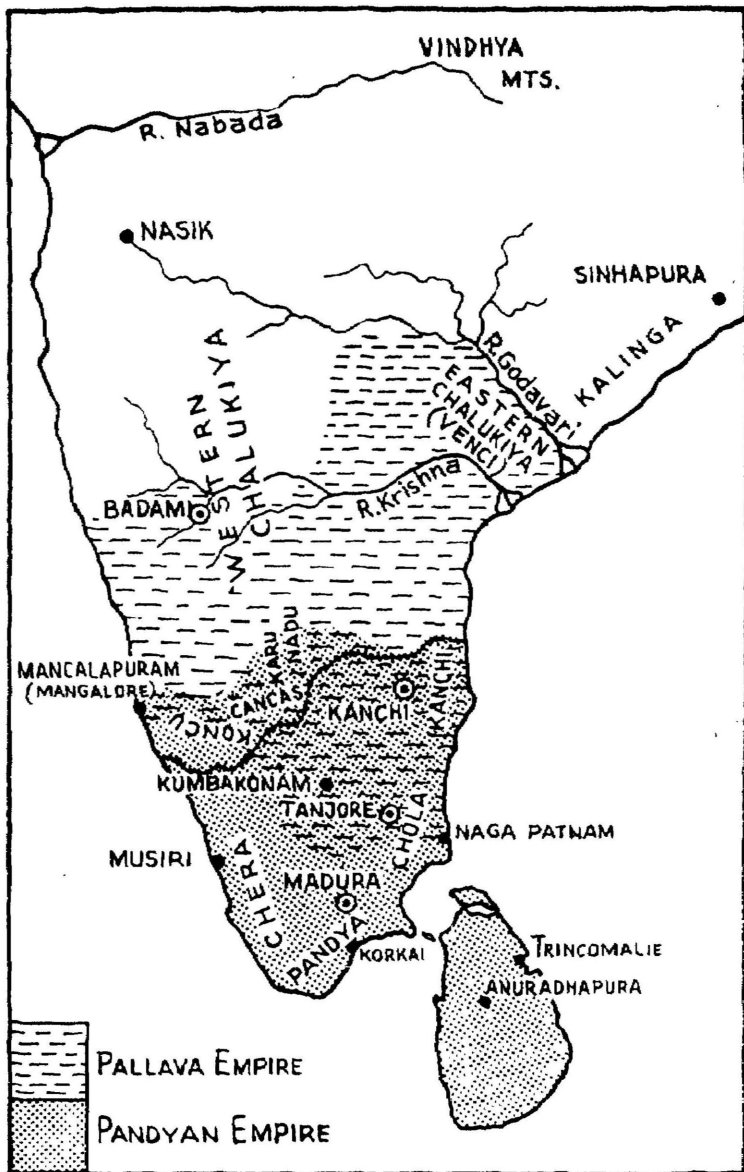 VINDHYA
MTS.
R. Nabada
NASIK
SINHAPURA
KALINGA
R.Godavari
EASTERN
CHALUKIYA
(VENCI)
WESTERN
CHALUKIYA
BADAMI
R.Krishna
KARU
NADU
MANCALAPURAM
(MANGALORE)
KONCU
CANCAS
KANCHI
KANCHI
KUMBAKONAM
TANJORE
CHOLA
NAGA PATNAM
MUSIRI
CHERA
MADURA
PANDYA
KORKAI
TRINCOMALIE
ANURADHAPURA
PALLAVA EMPIRE
PANDYAN EMPIRE